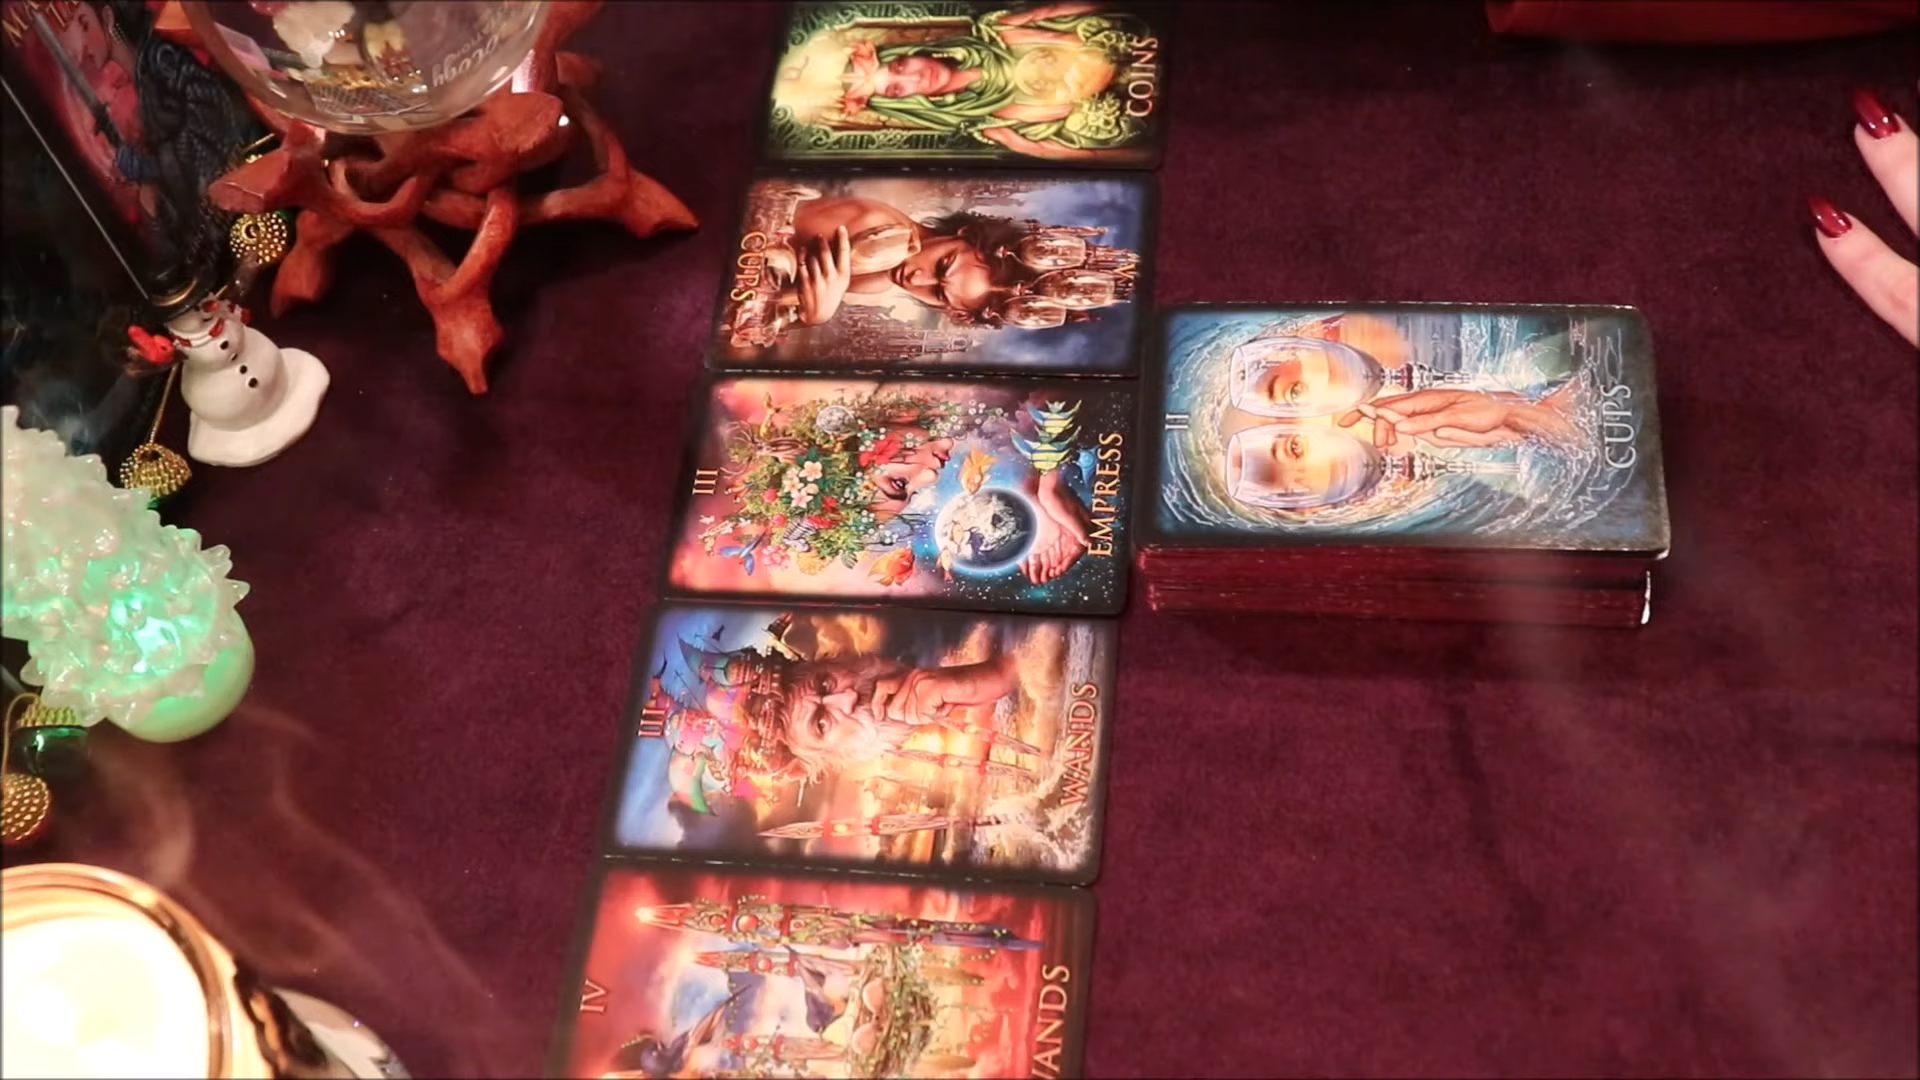 COINS
CUPS
III
EMPRESS
III
WANDS
IV
WANDS
II
CUPS